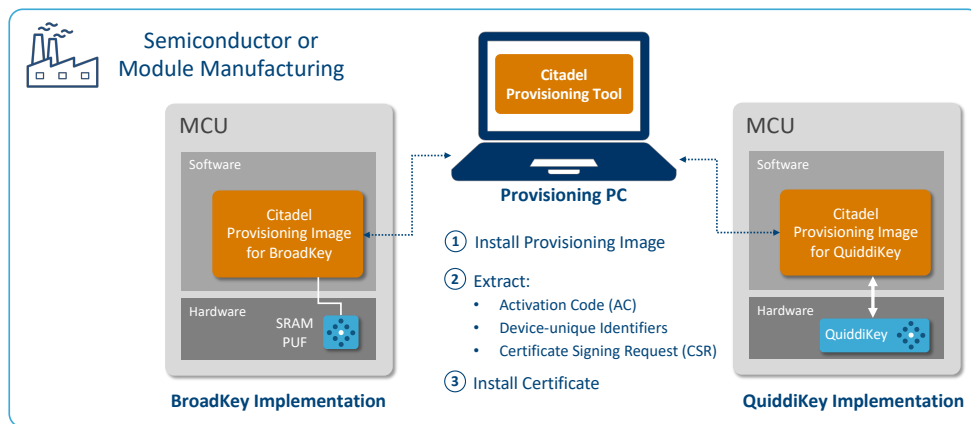 Semiconductor or
Module Manufacturing
Citadel
Provisioning Tool
Provisioning PC
MCU
Software
Citadel
Provisioning Image
for BroadKey
Hardware
SRAM
PUF
BroadKey Implementation
1 Install Provisioning Image
2 Extract:
• Activation Code (AC)
• Device-unique Identifiers
• Certificate Signing Request (CSR)
3 Install Certificate
MCU
Software
Citadel
Provisioning Image
for QuiddiKey
Hardware
QuiddiKey
QuiddiKey Implementation